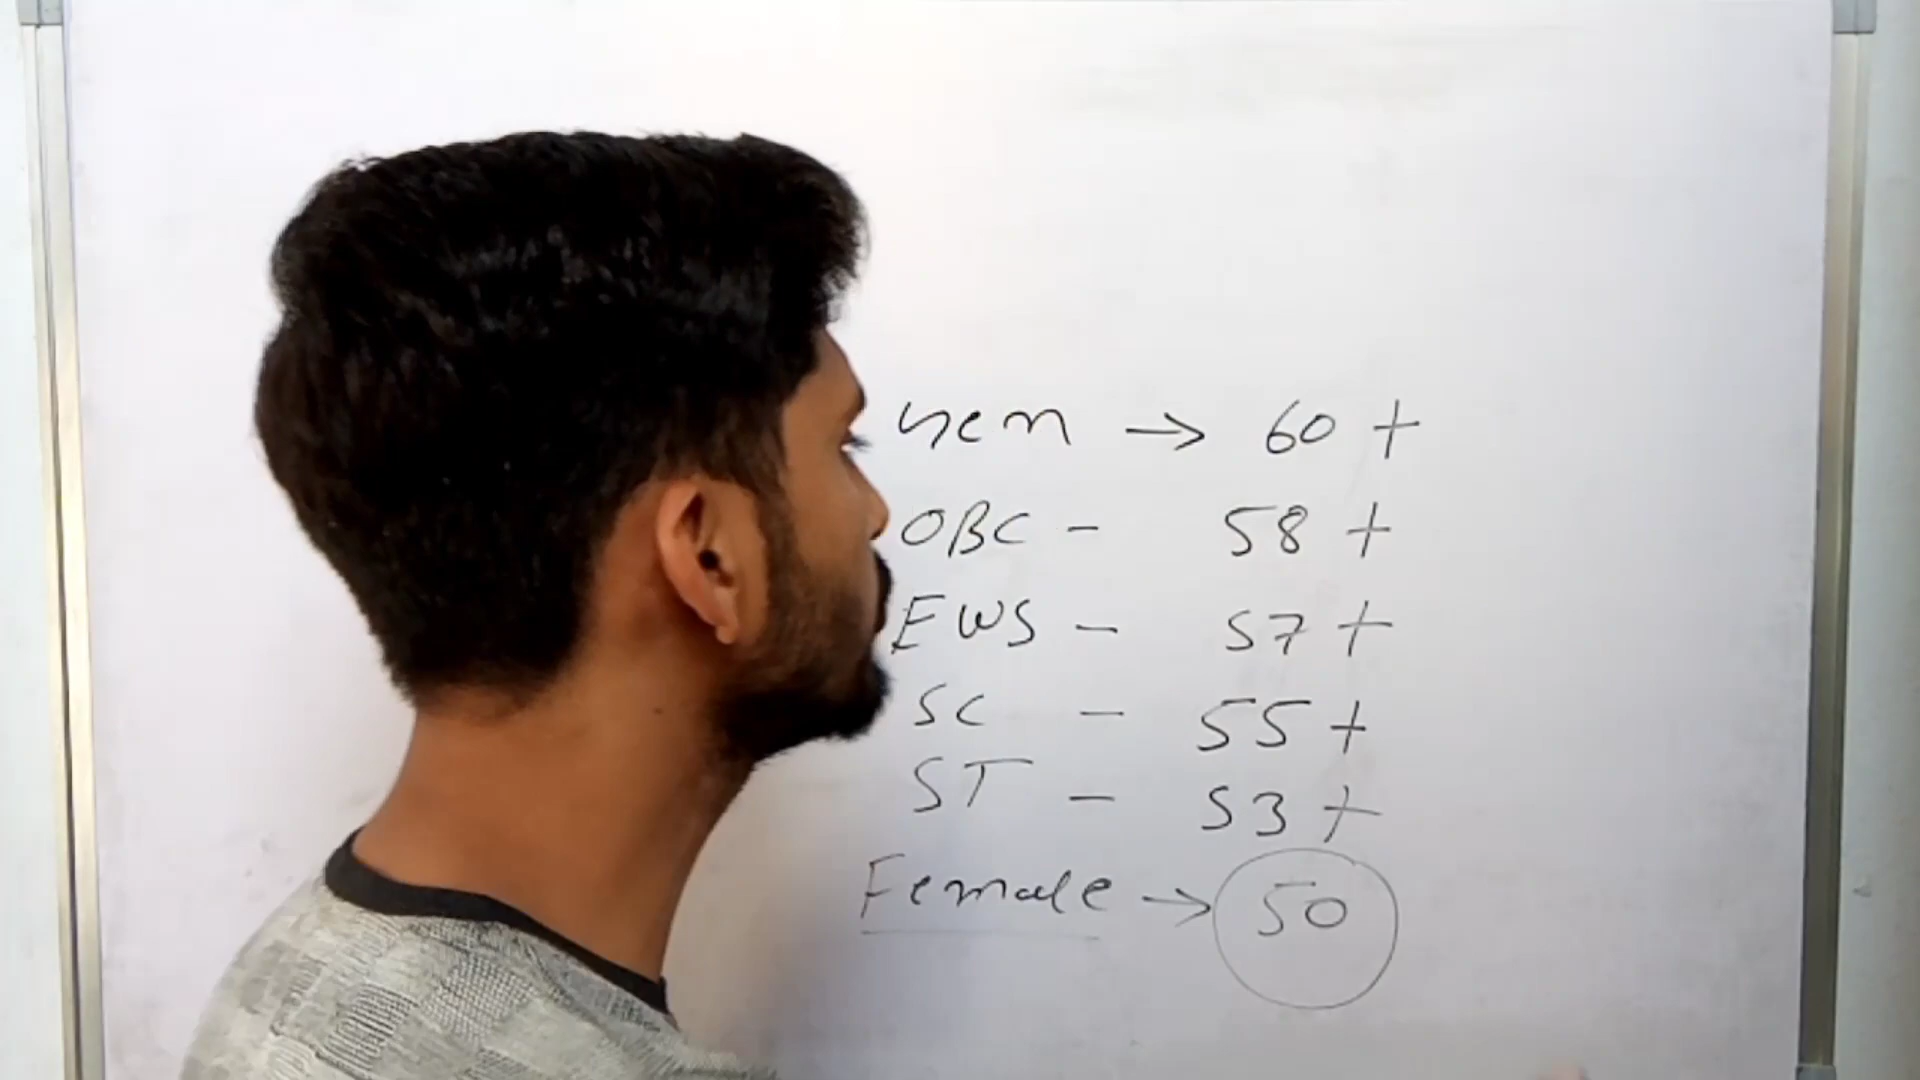 Gen → 60 +
OBC - 58 +
EWS - 57 +
SC - 55 +
ST - 53 +
Female → 50